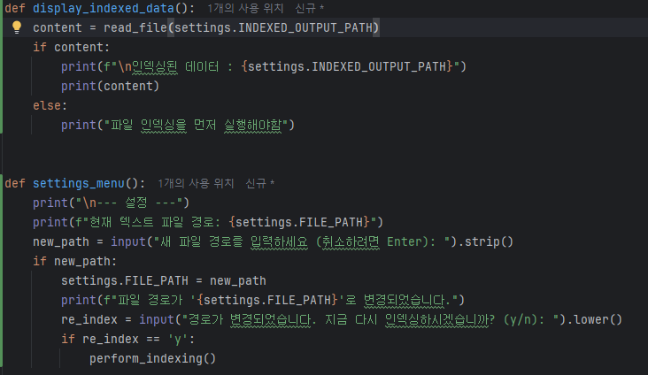 def display_indexed_data():  1개의 사용 위치  신규 *
    content = read_file(settings.INDEXED_OUTPUT_PATH)
    if content:
        print(f"\n인덱싱된 데이터 : {settings.INDEXED_OUTPUT_PATH}")
        print(content)
    else:
        print("파일 인덱싱을 먼저 실행해야함")
def settings_menu():  1개의 사용 위치  신규 *
    print("\n--- 설정 ---")
    print(f"현재 텍스트 파일 경로: {settings.FILE_PATH}")
    new_path = input("새 파일 경로를 입력하세요 (취소하려면 Enter): ").strip()
    if new_path:
        settings.FILE_PATH = new_path
        print(f"파일 경로가 '{settings.FILE_PATH}'로 변경되었습니다.")
        re_index = input("경로가 변경되었습니다. 지금 다시 인덱싱하시겠습니까? (y/n): ").lower()
        if re_index == 'y':
            perform_indexing()